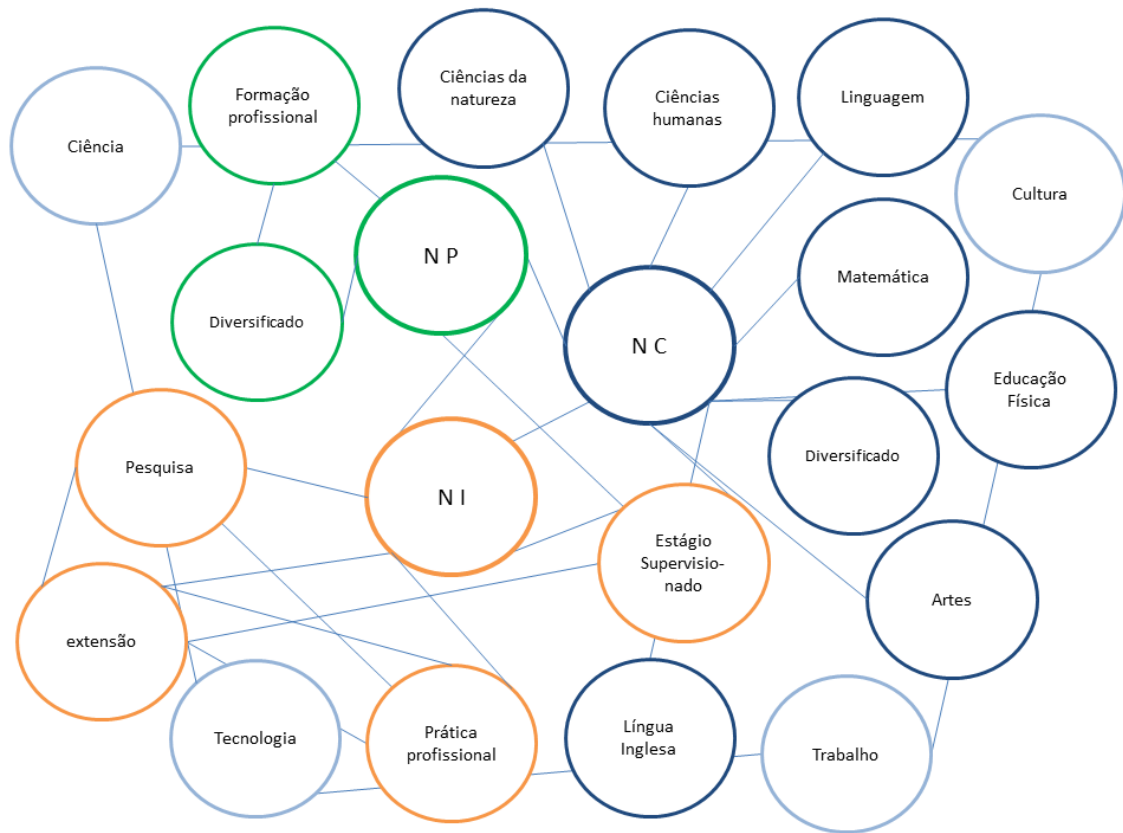 Ciência
Formação
profissional
Ciências da
natureza
Ciências
humanas
Linguagem
Cultura
N P
Diversificado
N C
Matemática
Educação
Física
Diversificado
Pesquisa
N I
Estágio
Supervisio-
nado
Artes
extensão
Tecnologia
Prática
profissional
Língua
Inglesa
Trabalho